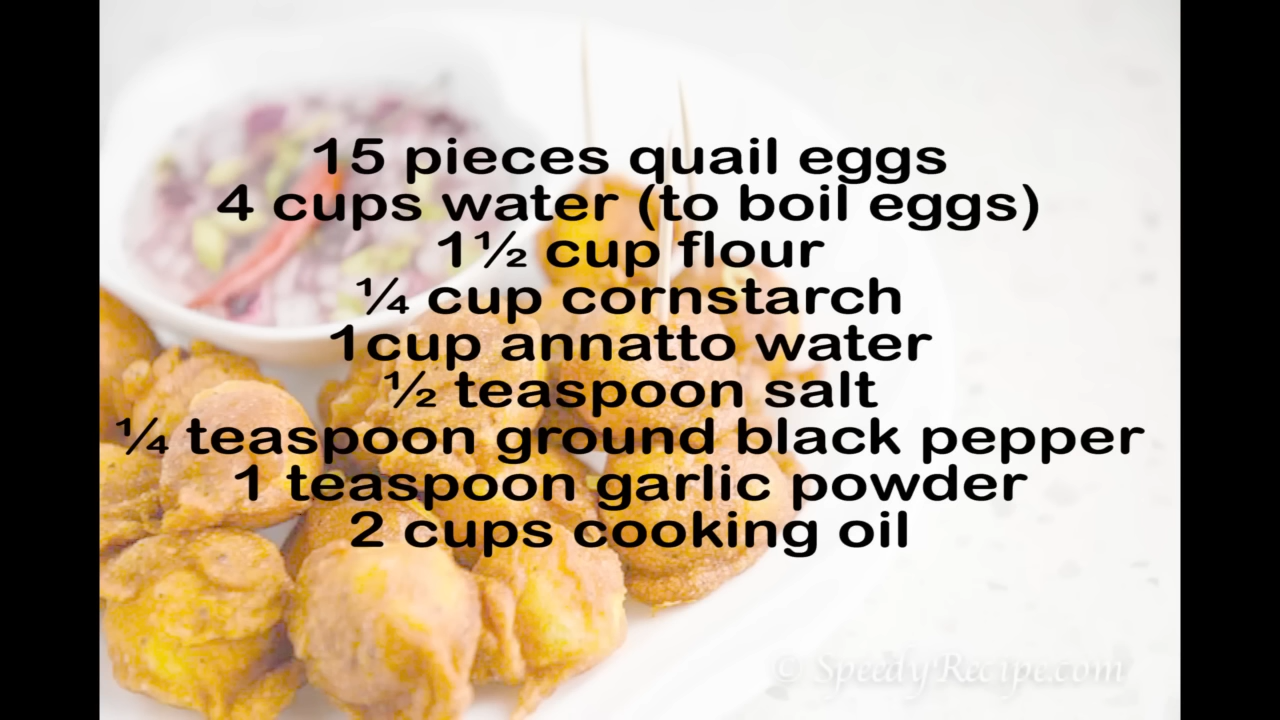 15 pieces quail eggs
4 cups water (to boil eggs)
1½ cup flour
¼ cup cornstarch
1cup annatto water
½ teaspoon salt
¼ teaspoon ground black pepper
1 teaspoon garlic powder
2 cups cooking oil
© SpeedyRecipe.com